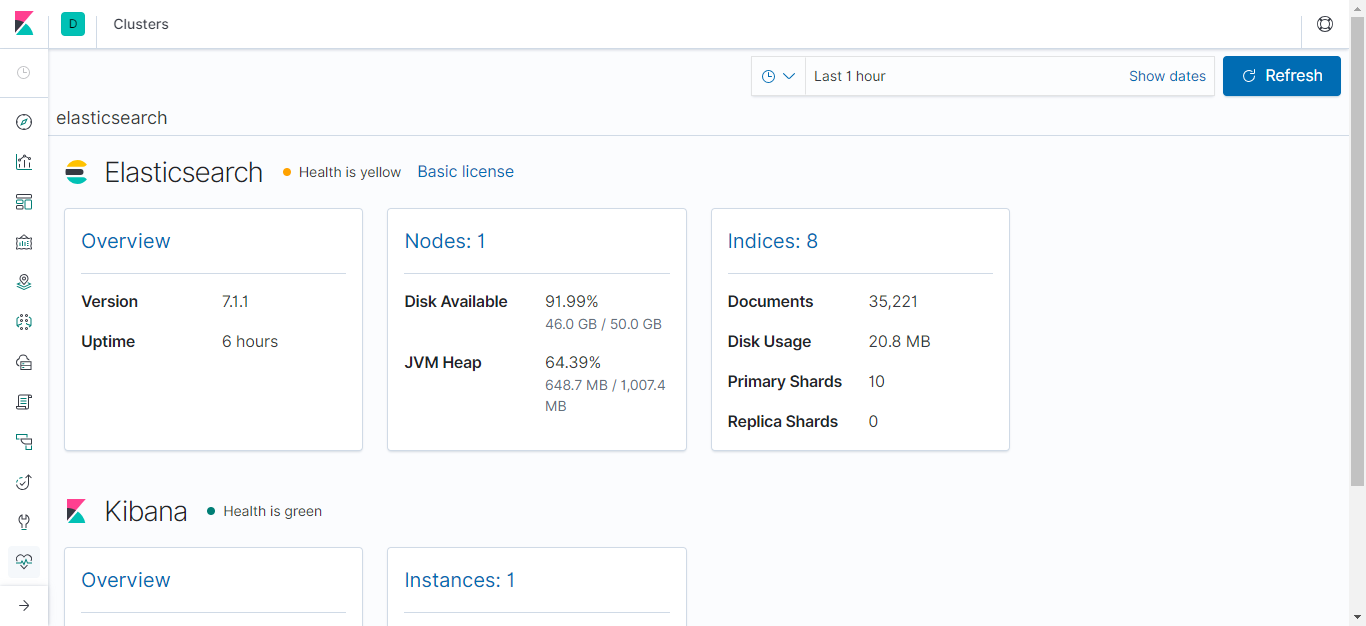 D Clusters
Last 1 hour Show dates Refresh
elasticsearch
Elasticsearch Health is yellow Basic license
Overview
Version 7.1.1
Uptime 6 hours
Nodes: 1
Disk Available 91.99%
46.0 GB / 50.0 GB
JVM Heap 64.39%
648.7 MB / 1,007.4
MB
Indices: 8
Documents 35,221
Disk Usage 20.8 MB
Primary Shards 10
Replica Shards 0
Kibana Health is green
Overview
Instances: 1